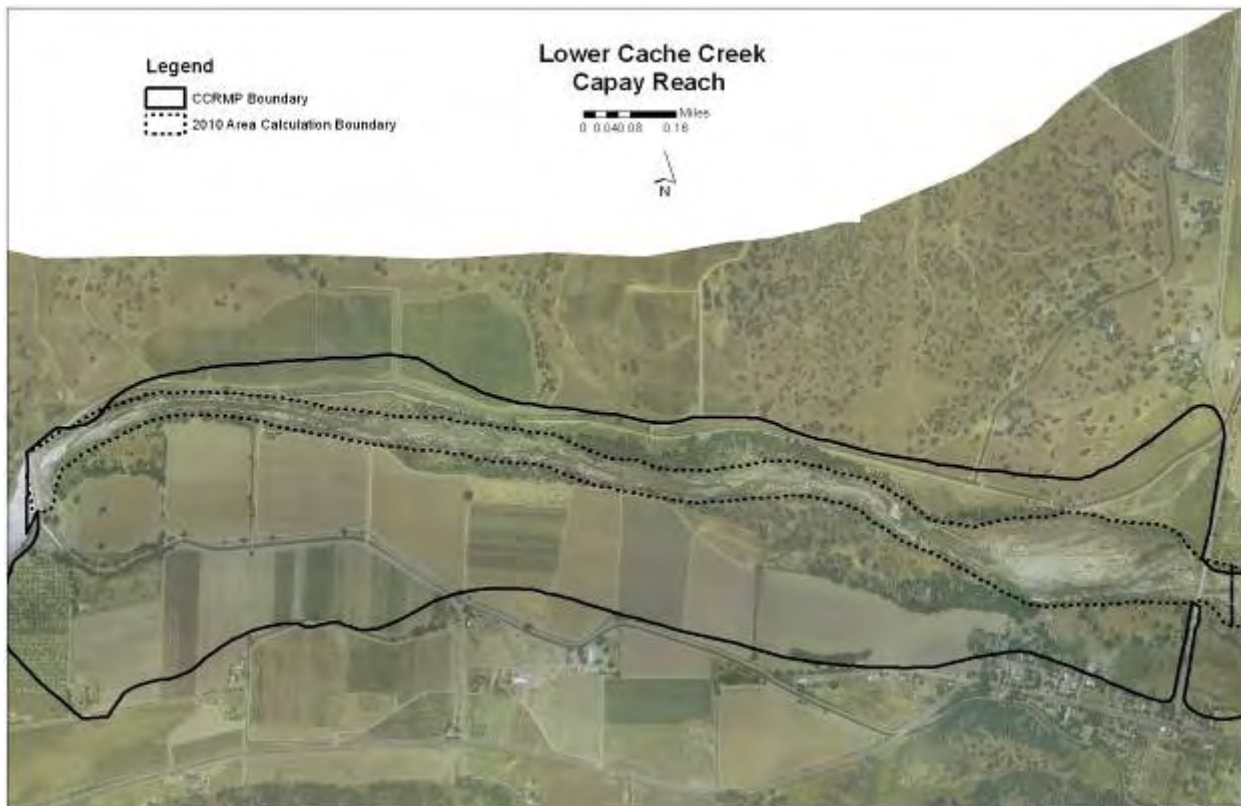 Lower Cache Creek
Capay Reach
Legend
CCRMP Boundary
2010 Area Calculation Boundary
Miles
0 0.040.08 0.16
N